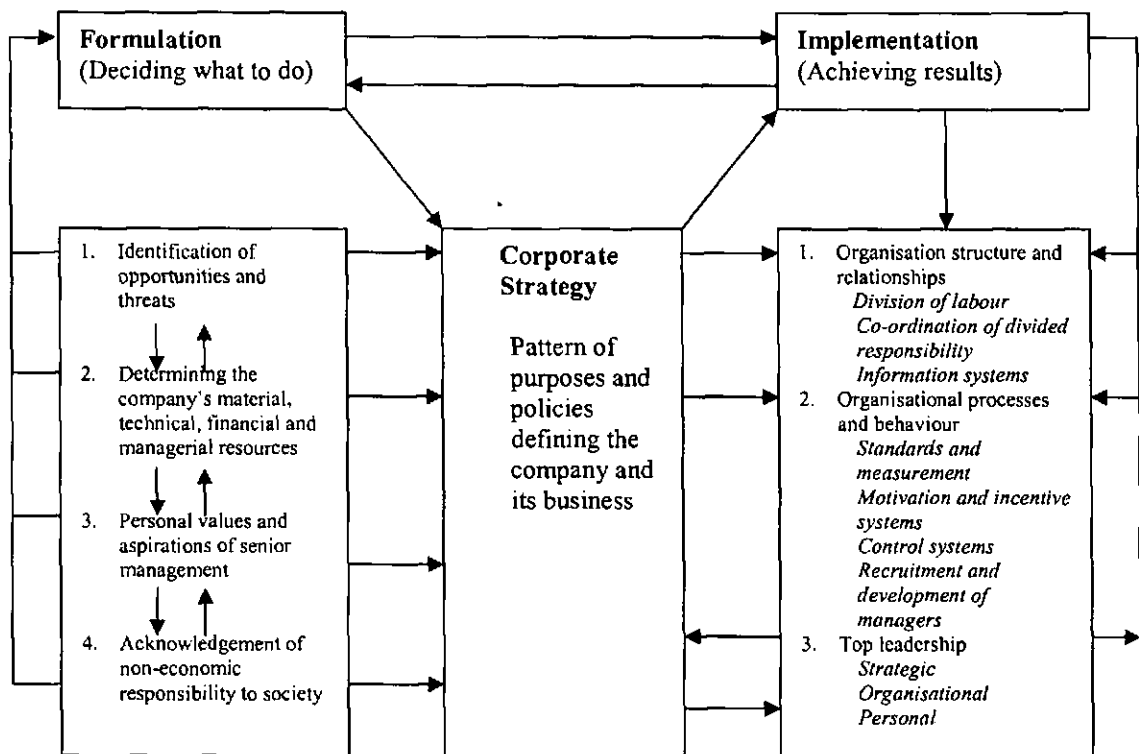 Formulation
(Deciding what to do)
Implementation
(Achieving results)
1. Identification of
opportunities and
threats
2. Determining the
company's material,
technical, financial and
managerial resources
3. Personal values and
aspirations of senior
management
4. Acknowledgement of
non-economic
responsibility to society
Corporate
Strategy
Pattern of
purposes and
policies
defining the
company and
its business
1. Organisation structure and
relationships
Division of labour
Co-ordination of divided
responsibility
Information systems
2. Organisational processes
and behaviour
Standards and
measurement
Motivation and incentive
systems
Control systems
Recruitment and
development of
managers
3. Top leadership
Strategic
Organisational
Personal